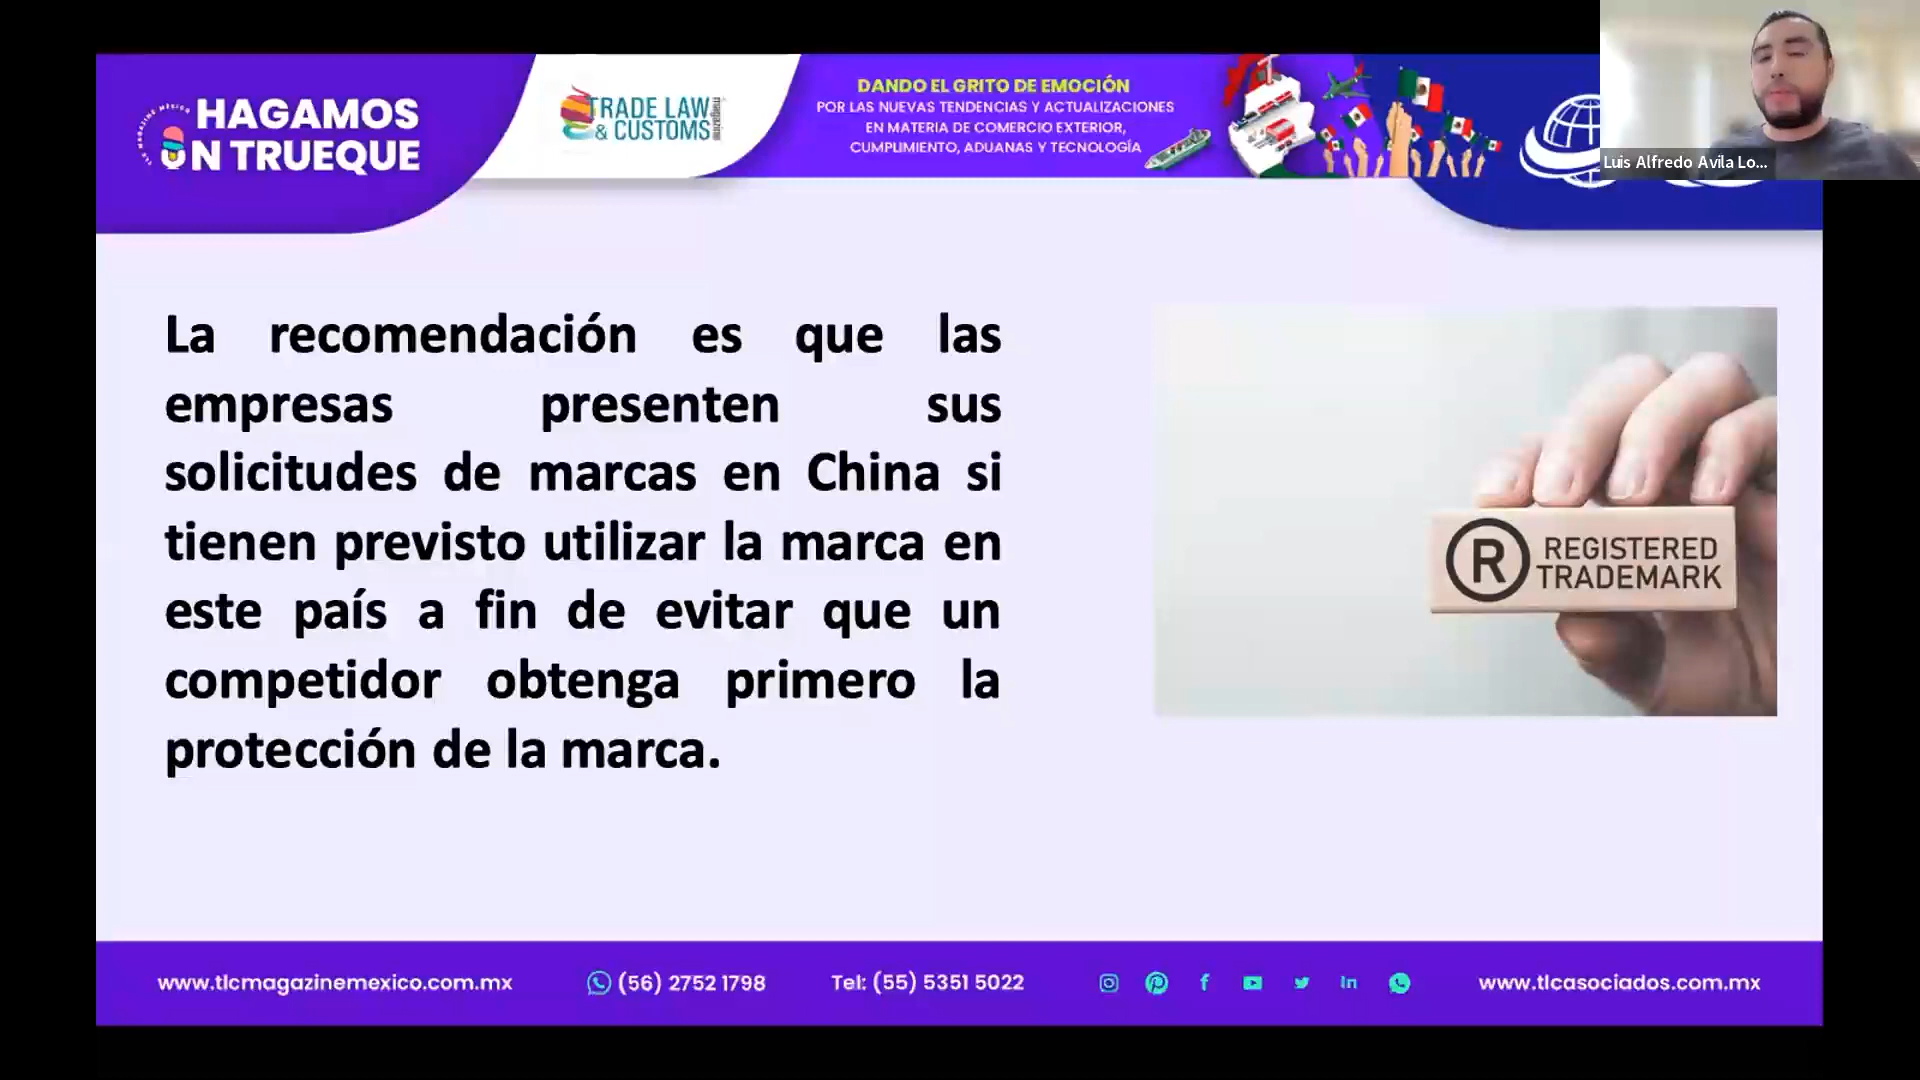 HAGAMOS
UN TRUEQUE
TRADE LAW
& CUSTOMS
magazine
DANDO EL GRITO DE EMOCIÓN
POR LAS NUEVAS TENDENCIAS Y ACTUALIZACIONES
EN MATERIA DE COMERCIO EXTERIOR,
CUMPLIMIENTO, ADUANAS Y TECNOLOGÍA
Luis Alfredo Avila Lo...
La recomendación es que las
empresas presenten sus
solicitudes de marcas en China si
tienen previsto utilizar la marca en
este país a fin de evitar que un
competidor obtenga primero la
protección de la marca.
R REGISTERED
TRADEMARK
www.tlcmagazinemexico.com.mx
(56) 2752 1798
Tel: (55) 5351 5022
www.tlcasociados.com.mx